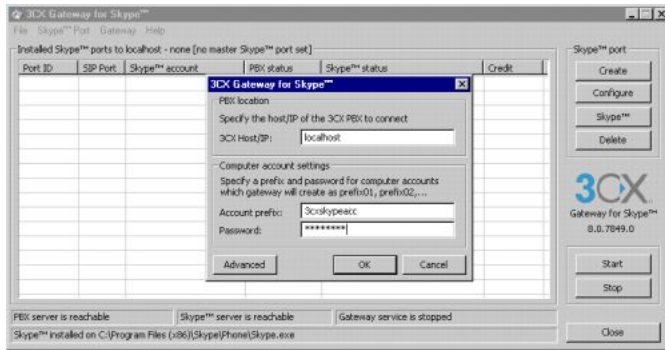 3CX Gateway for Skype™
File Skype™ Port Gateway Help
Installed Skype™ ports to localhost - none [no master Skype™ port set]
Port ID SIP Port Skype™ account PBX status Skype™ status Credit
3CX Gateway for Skype™
PBX location
Specify the host/IP of the 3CX PBX to connect
3CX Host/IP: localhost
Computer account settings
Specify a prefix and password for computer accounts
which gateway will create as prefix01, prefix02,...
Account prefix: 3cxskypeacc
Password: ********
Advanced OK Cancel
Skype™ port
Create
Configure
Skype™
Delete
3CX
Gateway for Skype™
8.0.7849.0
Start
Stop
Close
PBX server is reachable Skype™ server is reachable Gateway service is stopped
Skype™ installed on C:\Program Files (x86)\Skype\Phone\Skype.exe